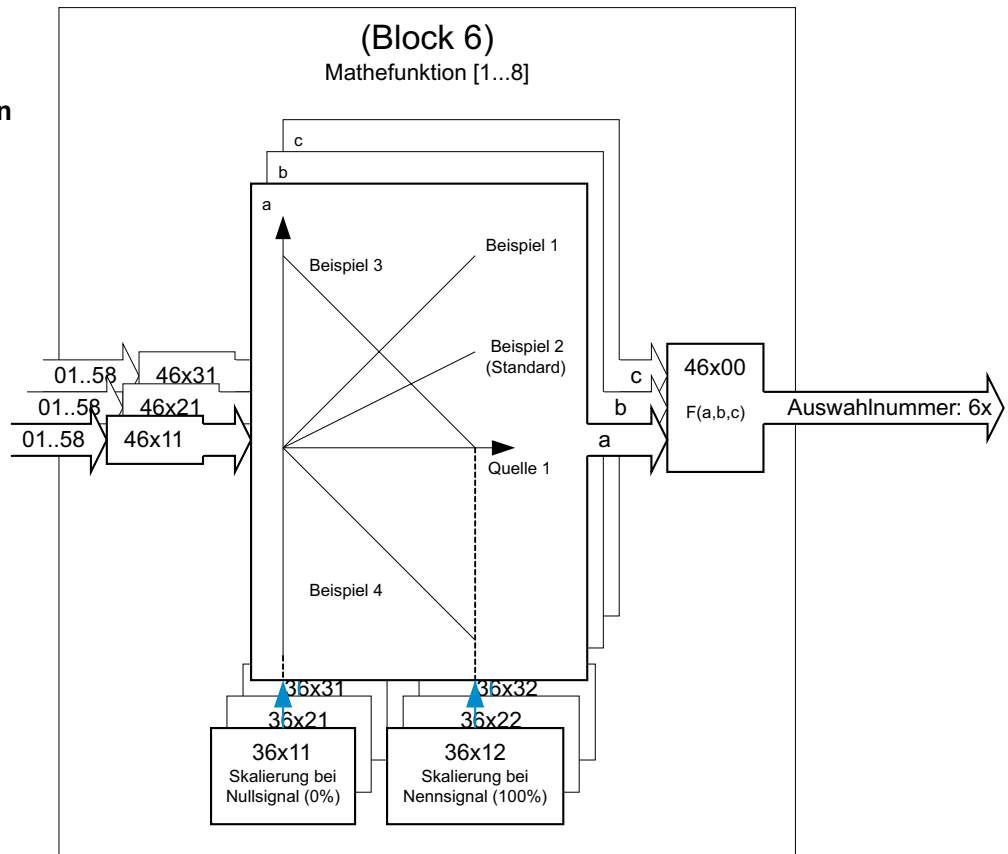 (Block 6)
Mathefunktion [1...8]
n
c
b
a
Beispiel 1
Beispiel 3
Beispiel 2
(Standard)
01..58
46x31
01..58
46x21
01..58
46x11
Quelle 1
Beispiel 4
c
b
a
46x00
F(a,b,c)
Auswahlnummer: 6x
36x31
36x32
36x21
36x22
36x11
Skalierung bei
Nullsignal (0%)
36x12
Skalierung bei
Nennsignal (100%)